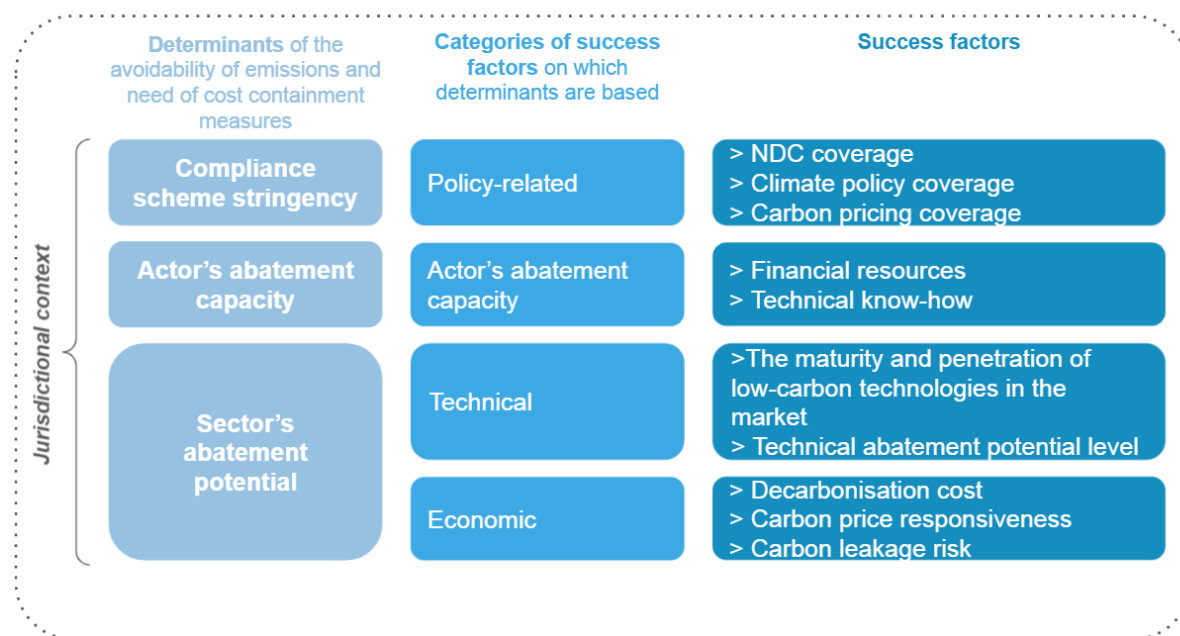 Determinants of the
avoidability of emissions and
need of cost containment
measures
Categories of success
factors on which
determinants are based
Success factors
Jurisdictional context
Compliance
scheme stringency
Policy-related
> NDC coverage
> Climate policy coverage
> Carbon pricing coverage
Actor's abatement
capacity
Actor's abatement
capacity
> Financial resources
> Technical know-how
Sector's
abatement
potential
Technical
>The maturity and penetration of
low-carbon technologies in the
market
> Technical abatement potential level
Economic
> Decarbonisation cost
> Carbon price responsiveness
> Carbon leakage risk